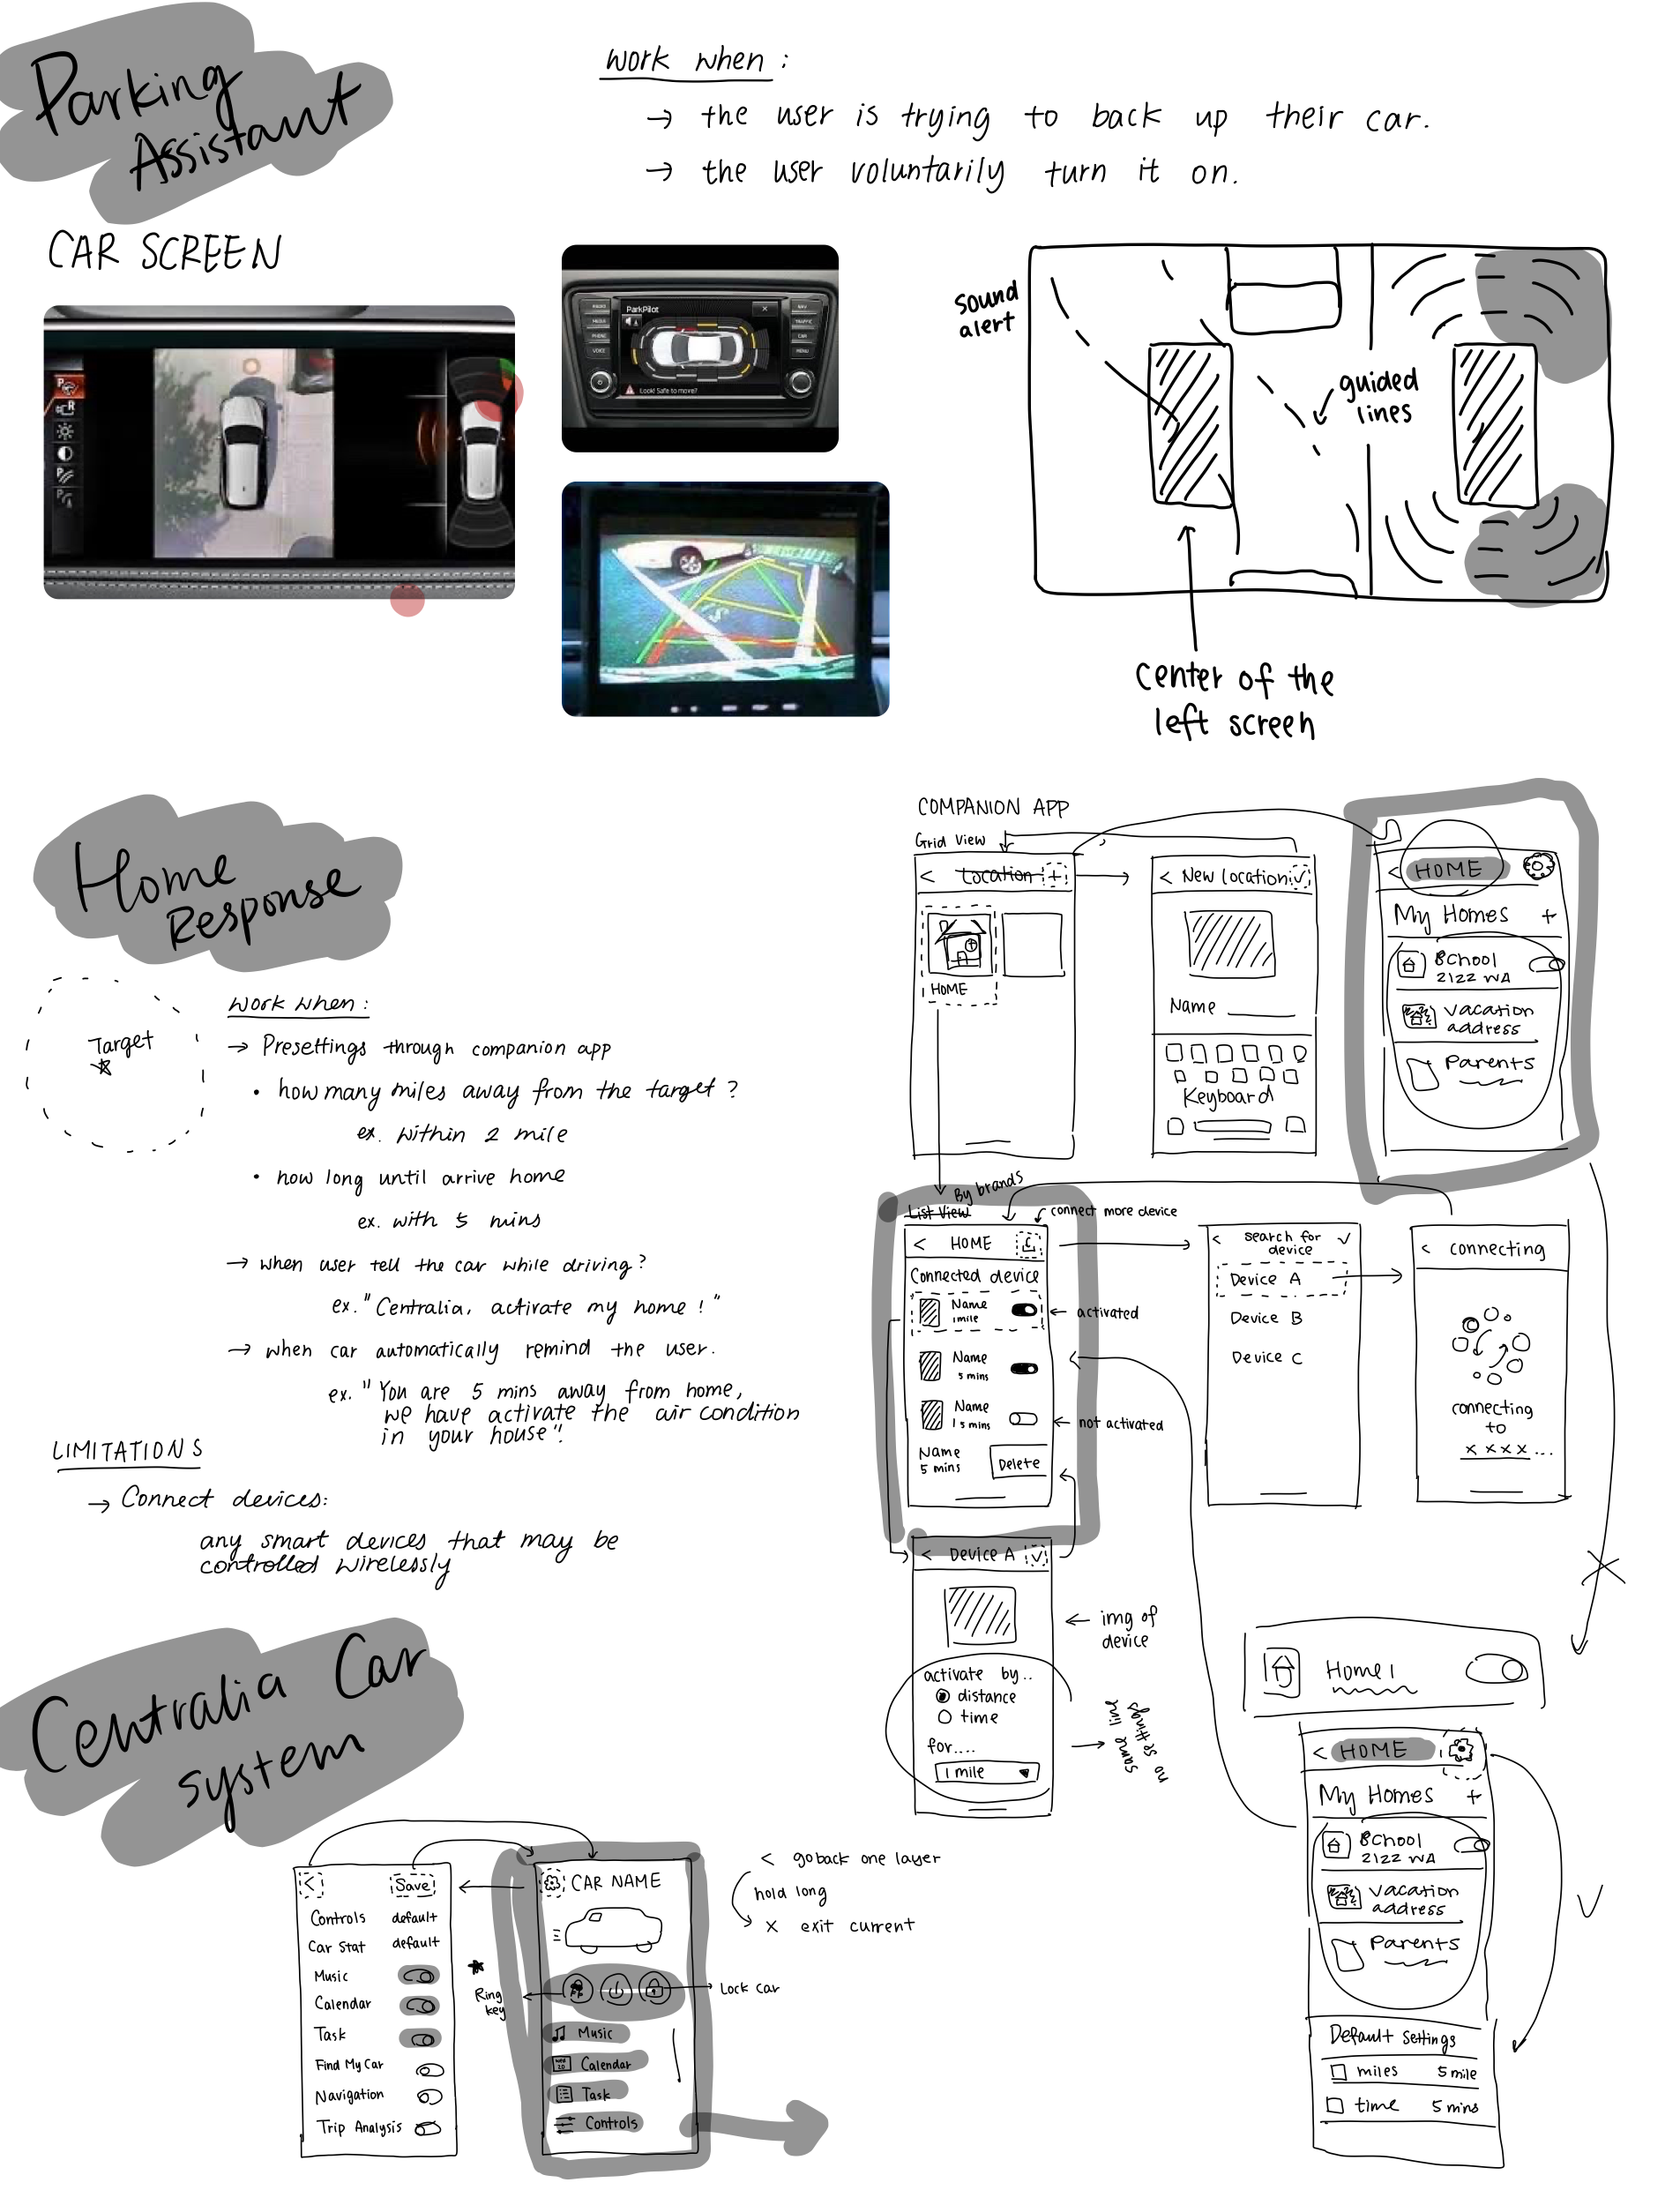 Parking
Assistant
work when :
→ the user is trying to back up their car.
→ the user voluntarily turn it on.
CAR SCREEN
ParkPilot
RADIO
MEDIA
PHONE
VOICE
NAV
TRAFFIC
CAR
MENU
Look! Safe to move?
sound
alert
guided
lines
center of the
left screen
Home
Response
Target
work when :
→ Presettings through companion app
• how many miles away from the target ?
ex. within 2 mile
• how long until arrive home
ex. with 5 mins
→ when user tell the car while driving?
ex. "Centralia, activate my home ! "
→ when car automatically remind the user.
ex. " You are 5 mins away from home,
we have activate the air condition
in your house".
LIMITATIONS
→ Connect devices:
any smart devices that may be
controlled wirelessly
COMPANION APP
Grid View
< Location +
HOME
< New location
Name
Keyboard
< HOME
My Homes +
School
2122 WA
vacation
address
Parents
By brands
List View
connect more device
< HOME
Connected device
Name
1 mile
← activated
Name
5 mins
Name
15 mins
← not activated
Name
5 mins
Delete
< search for
device
Device A
Device B
Device C
< connecting
connecting
to
x x x x ...
< Device A
← img of
device
activate by..
distance
time
for....
1 mile
no settings
same line
Home 1
< HOME
My Homes +
School
2122 WA
vacation
address
Parents
Default Settings
miles 5 mile
time 5 mins
Centralia Car
system
< Save
Controls default
Car Stat default
Music
Calendar
Task
Find My Car
Navigation
Trip Analysis
CAR NAME
Ring
key
Lock car
Music
Calendar
Task
Controls
< go back one layer
hold long
x exit current